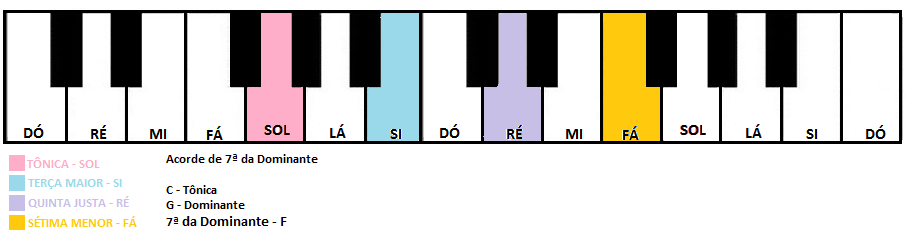 DÓ RÉ MI FÁ SOL LÁ SI DÓ RÉ MI FÁ SOL LÁ SI DÓ
TÔNICA - SOL
TERÇA MAIOR - SI
QUINTA JUSTA - RÉ
SÉTIMA MENOR - FÁ
Acorde de 7ª da Dominante
C - Tônica
G - Dominante
7ª da Dominante - F